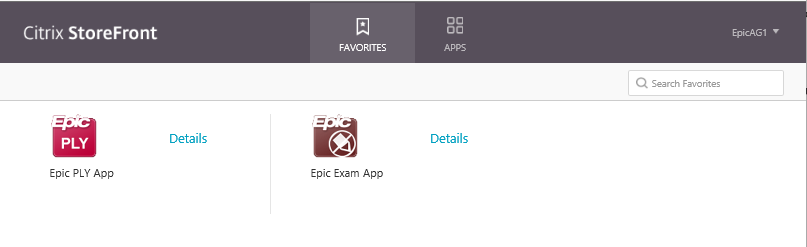 Citrix StoreFront
FAVORITES
APPS
EpicAG1
Search Favorites
Epic
PLY
Details
Epic PLY App
Epic
Details
Epic Exam App